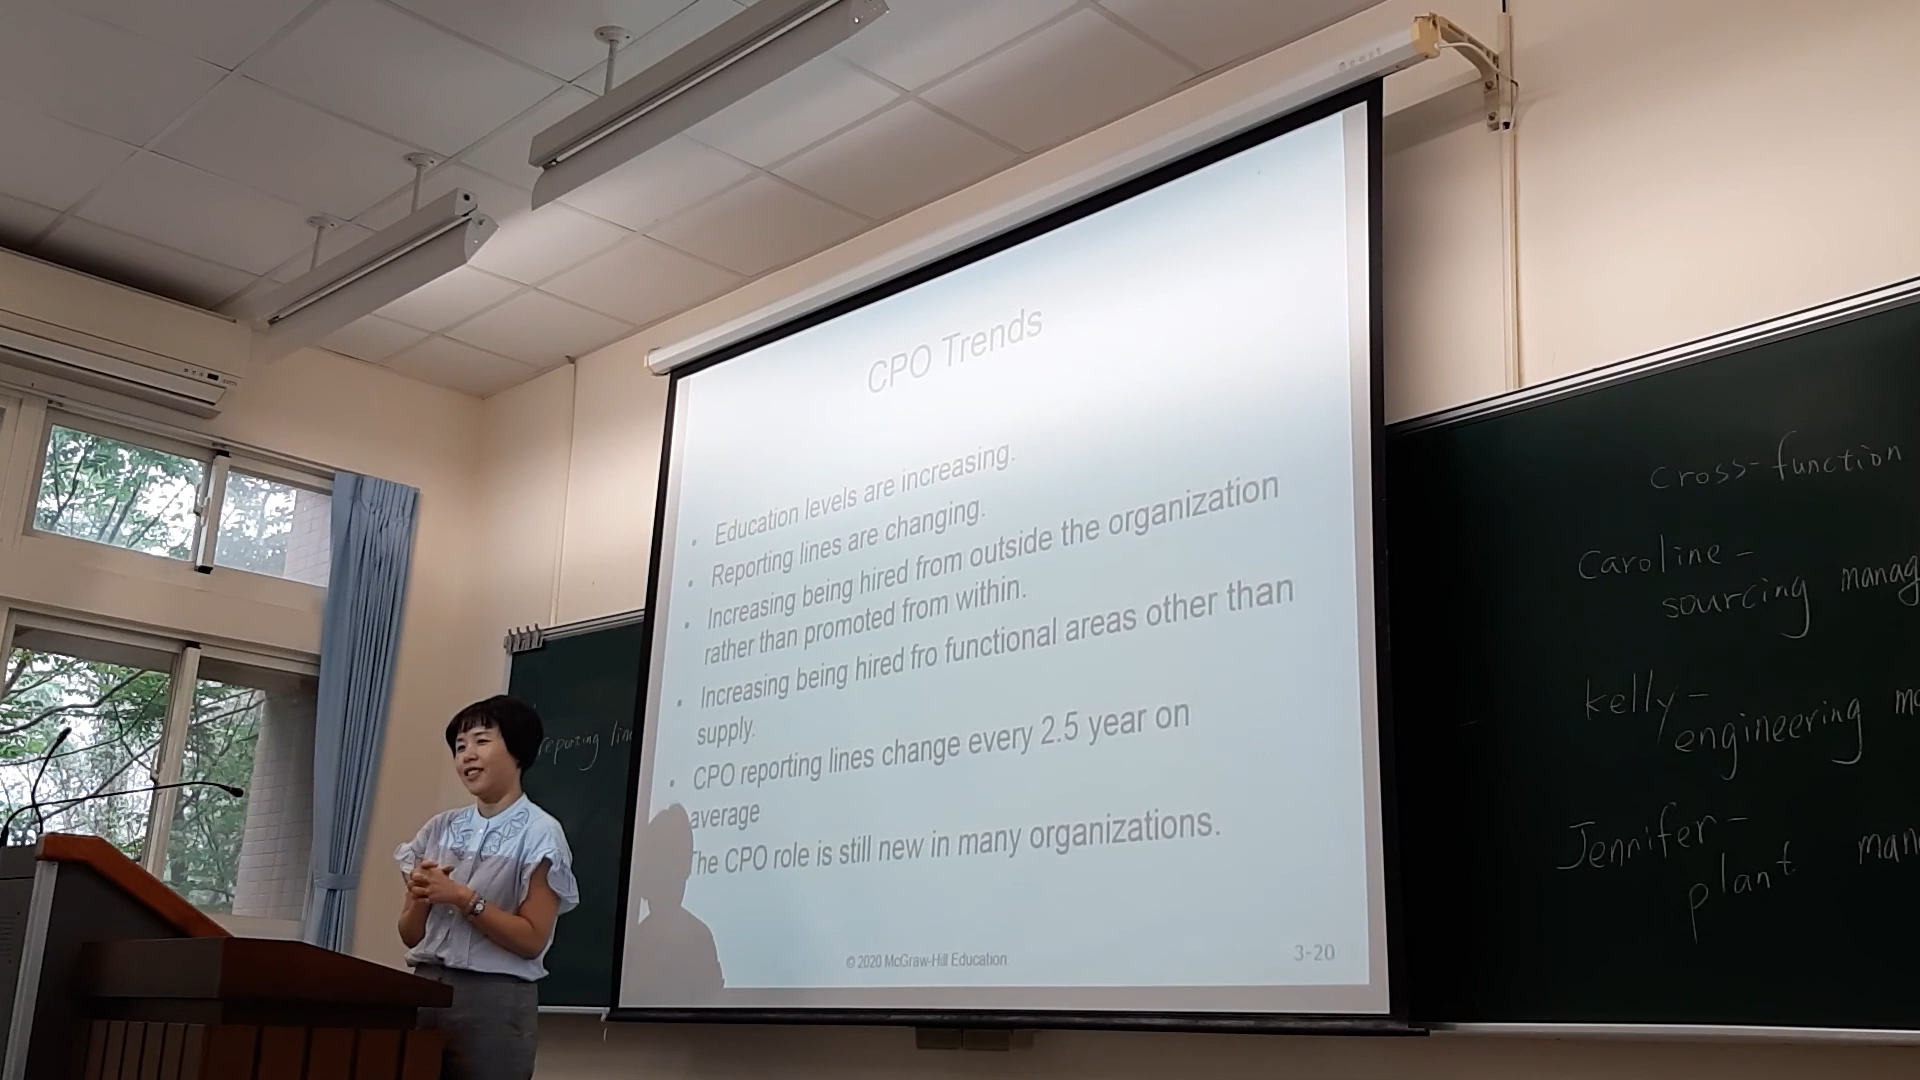 CPO Trends
• Education levels are increasing.
• Reporting lines are changing.
• Increasing being hired from outside the organization
rather than promoted from within.
• Increasing being hired fro functional areas other than
supply.
• CPO reporting lines change every 2.5 year on
average
The CPO role is still new in many organizations.
© 2020 McGraw-Hill Education
3-20
reporting
cross-function
Caroline-
sourcing
kelly-
engineering
Jennifer-
plant